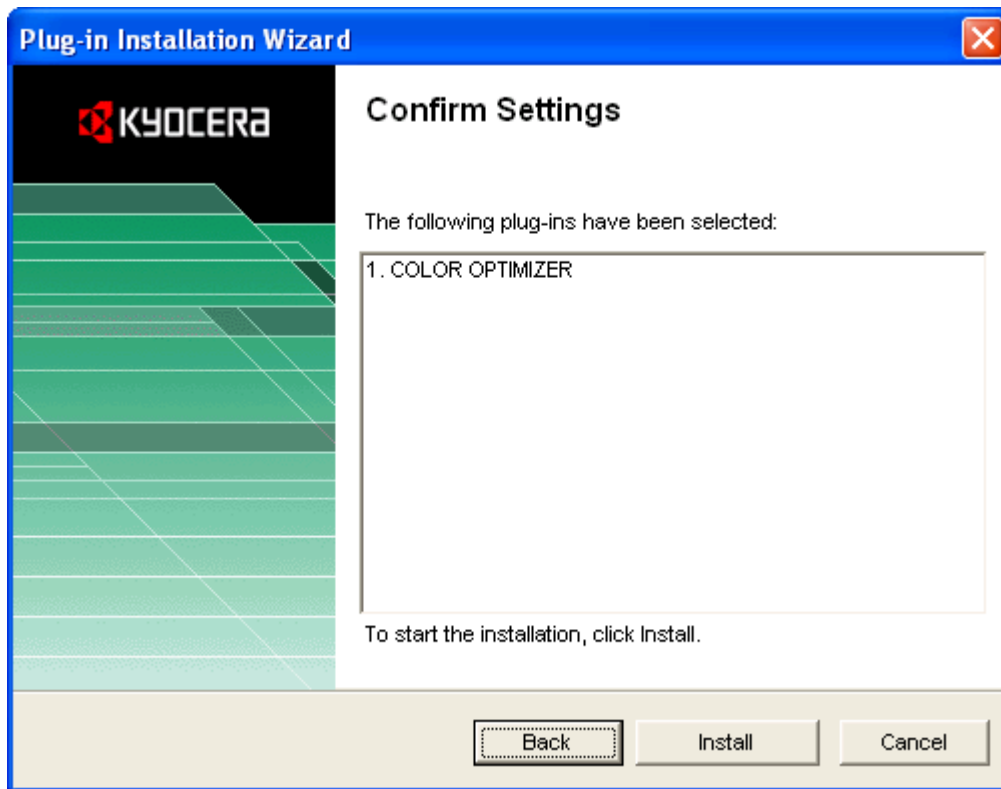 Plug-in Installation Wizard
KYOCERA
Confirm Settings
The following plug-ins have been selected:
1. COLOR OPTIMIZER
To start the installation, click Install.
Back
Install
Cancel